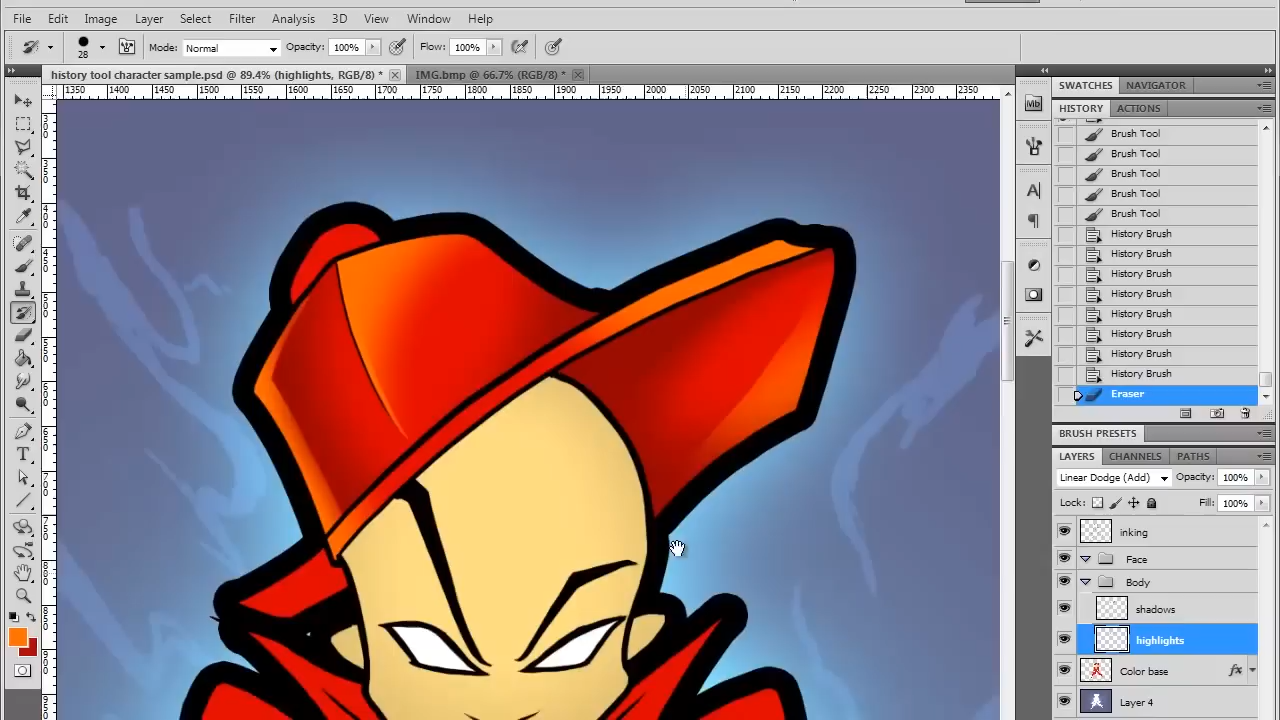 File Edit Image Layer Select Filter Analysis 3D View Window Help
28 Mode: Normal Opacity: 100% Flow: 100%
history tool character sample.psd @ 89.4% (highlights, RGB/8) * IMG.bmp @ 66.7% (RGB/8) *
1350 1400 1450 1500 1550 1600 1650 1700 1750 1800 1850 1900 1950 2000 2050 2100 2150 2200 2250 2300 2350
SWATCHES NAVIGATOR
HISTORY ACTIONS
Brush Tool
Brush Tool
Brush Tool
Brush Tool
Brush Tool
History Brush
History Brush
History Brush
History Brush
History Brush
History Brush
History Brush
History Brush
Eraser
BRUSH PRESETS
LAYERS CHANNELS PATHS
Linear Dodge (Add) Opacity: 100%
Lock: Fill: 100%
inking
Face
Body
shadows
highlights
Color base fx
Layer 4